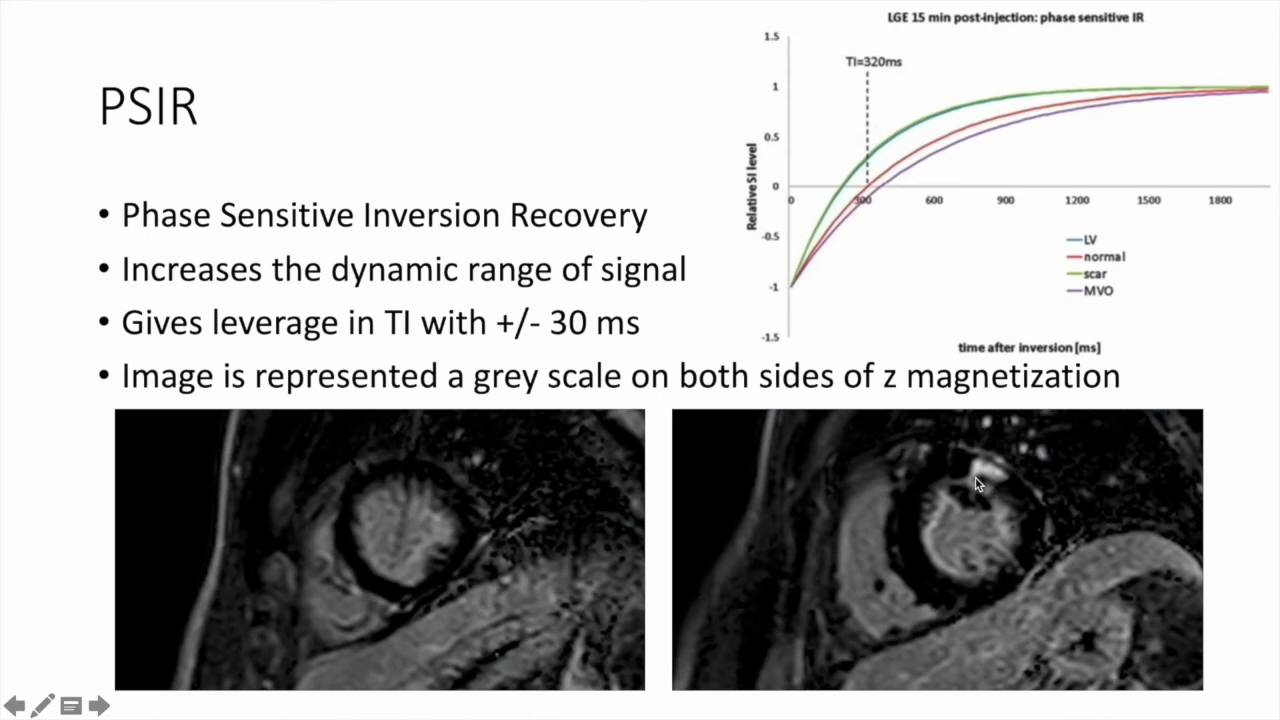 PSIR
• Phase Sensitive Inversion Recovery
• Increases the dynamic range of signal
• Gives leverage in TI with +/- 30 ms
• Image is represented a grey scale on both sides of z magnetization
LGE 15 min post-injection: phase sensitive IR
TI=320ms
Relative SI level
1.5
1
0.5
0
-0.5
-1
-1.5
0 300 600 900 1200 1500 1800
LV
normal
scar
MVO
time after inversion [ms]